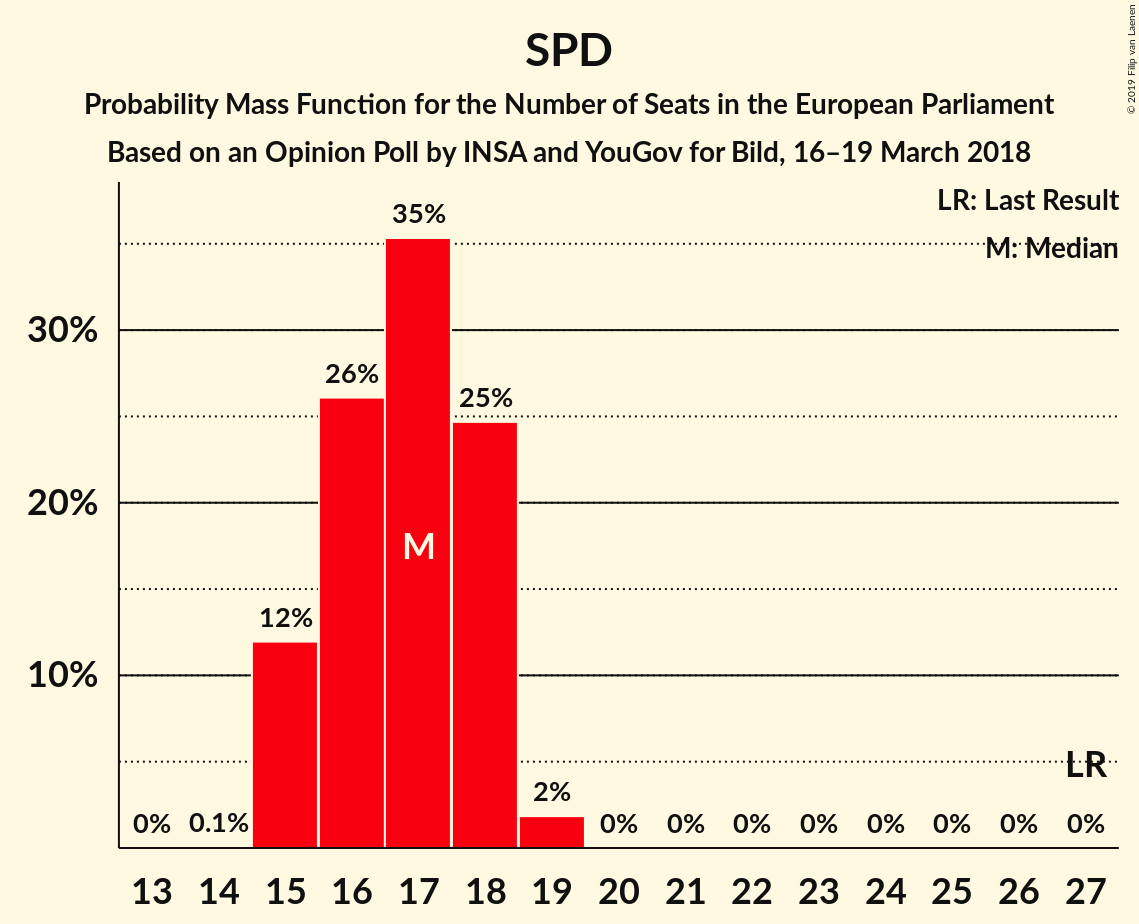 SPD
Probability Mass Function for the Number of Seats in the European Parliament
Based on an Opinion Poll by INSA and YouGov for Bild, 16–19 March 2018
© 2019 Filip van Laenen
LR: Last Result
M: Median
35%
30%
26%
25%
20%
M
12%
10%
LR
2%
0% 0.1% 0% 0% 0% 0% 0% 0% 0% 0%
13 14 15 16 17 18 19 20 21 22 23 24 25 26 27